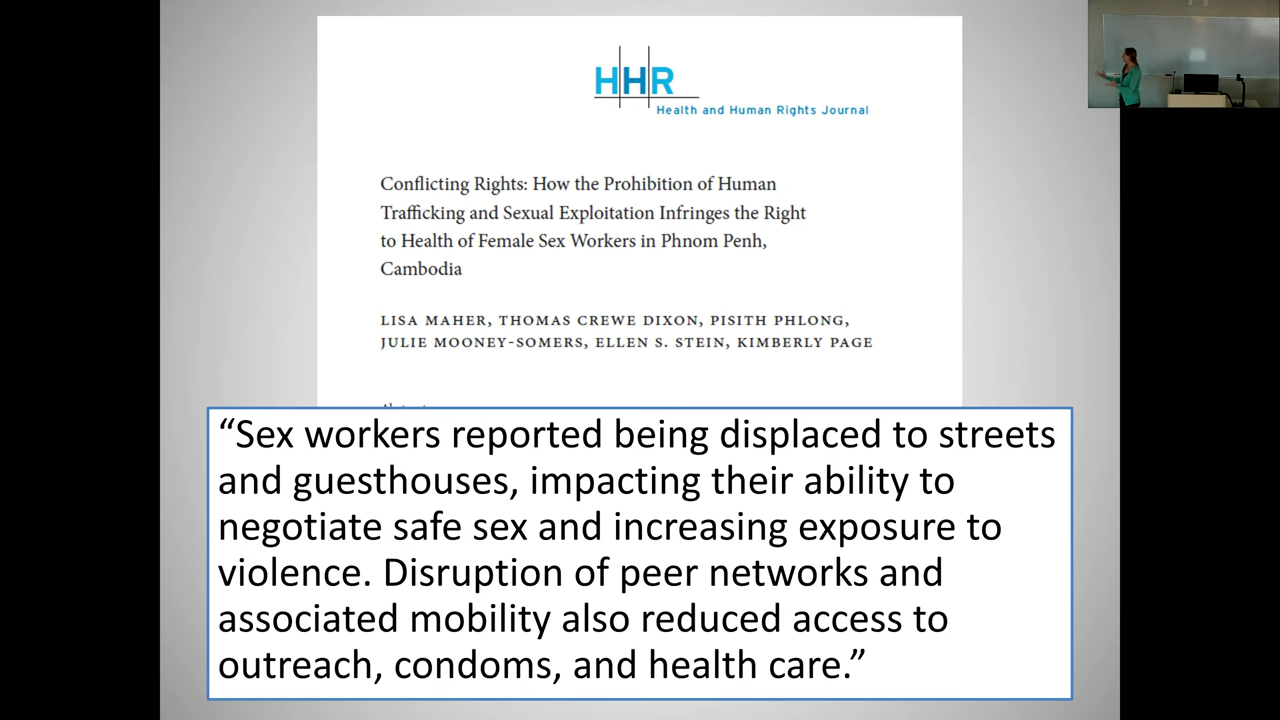 HHR
Health and Human Rights Journal
Conflicting Rights: How the Prohibition of Human
Trafficking and Sexual Exploitation Infringes the Right
to Health of Female Sex Workers in Phnom Penh,
Cambodia
LISA MAHER, THOMAS CREWE DIXON, PISITH PHLONG,
JULIE MOONEY-SOMERS, ELLEN S. STEIN, KIMBERLY PAGE
“Sex workers reported being displaced to streets
and guesthouses, impacting their ability to
negotiate safe sex and increasing exposure to
violence. Disruption of peer networks and
associated mobility also reduced access to
outreach, condoms, and health care.”